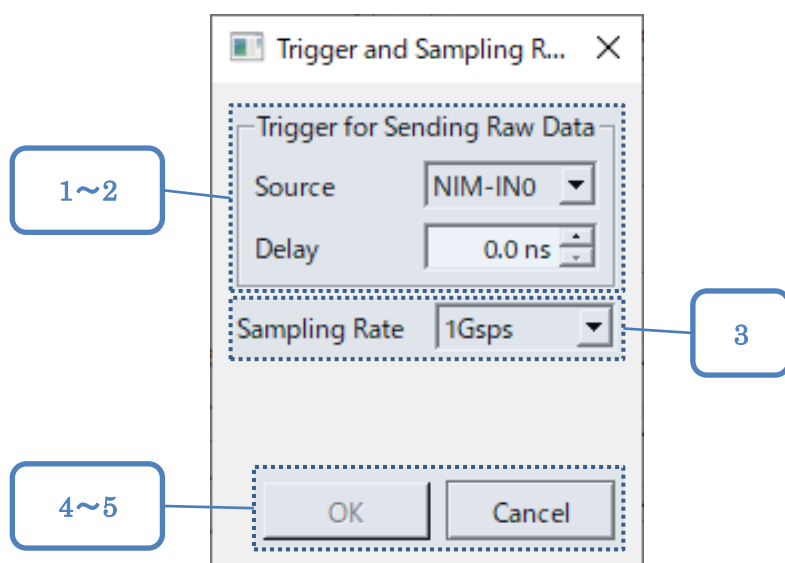 Trigger and Sampling R...
Trigger for Sending Raw Data
1～2
Source NIM-IN0
Delay 0.0 ns
Sampling Rate 1Gsps
3
4～5
OK Cancel